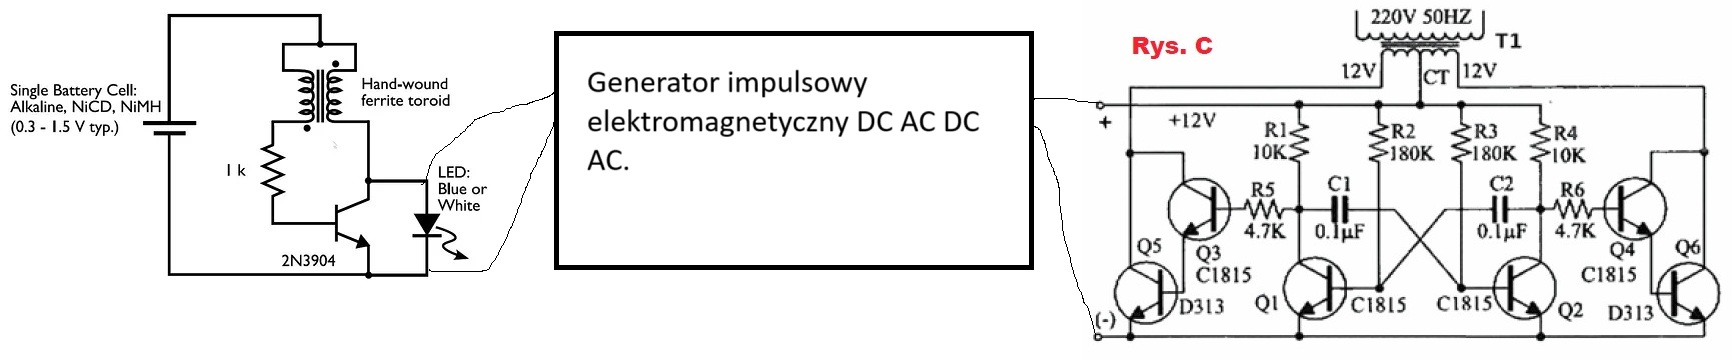 Single Battery Cell:
Alkaline, NiCD, NiMH
(0.3 - 1.5 V typ.)
Hand-wound
ferrite toroid
1 k
LED:
Blue or
White
2N3904
Generator impulsowy
elektromagnetyczny DC AC DC
AC.
Rys. C
220V 50HZ
T1
12V
CT
12V
+
+12V
R1
10K
R2
180K
R3
180K
R4
10K
R5
4.7K
C1
0.1µF
C2
0.1µF
R6
4.7K
Q5
Q3
C1815
D313
Q1
C1815
C1815
Q2
Q4
C1815
Q6
D313
(-)